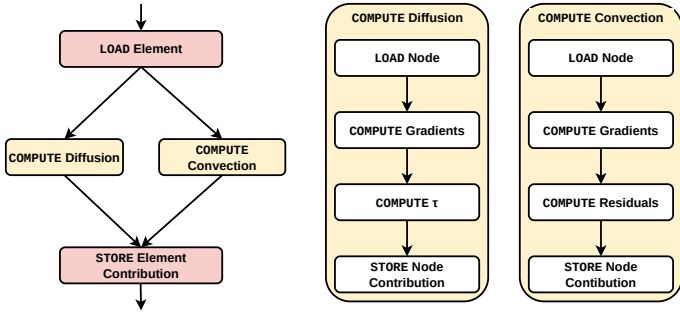 LOAD Element
COMPUTE Diffusion
COMPUTE
Convection
STORE Element
Contribution
COMPUTE Diffusion
LOAD Node
COMPUTE Gradients
COMPUTE τ
STORE Node
Contribution
COMPUTE Convection
LOAD Node
COMPUTE Gradients
COMPUTE Residuals
STORE Node
Contibution